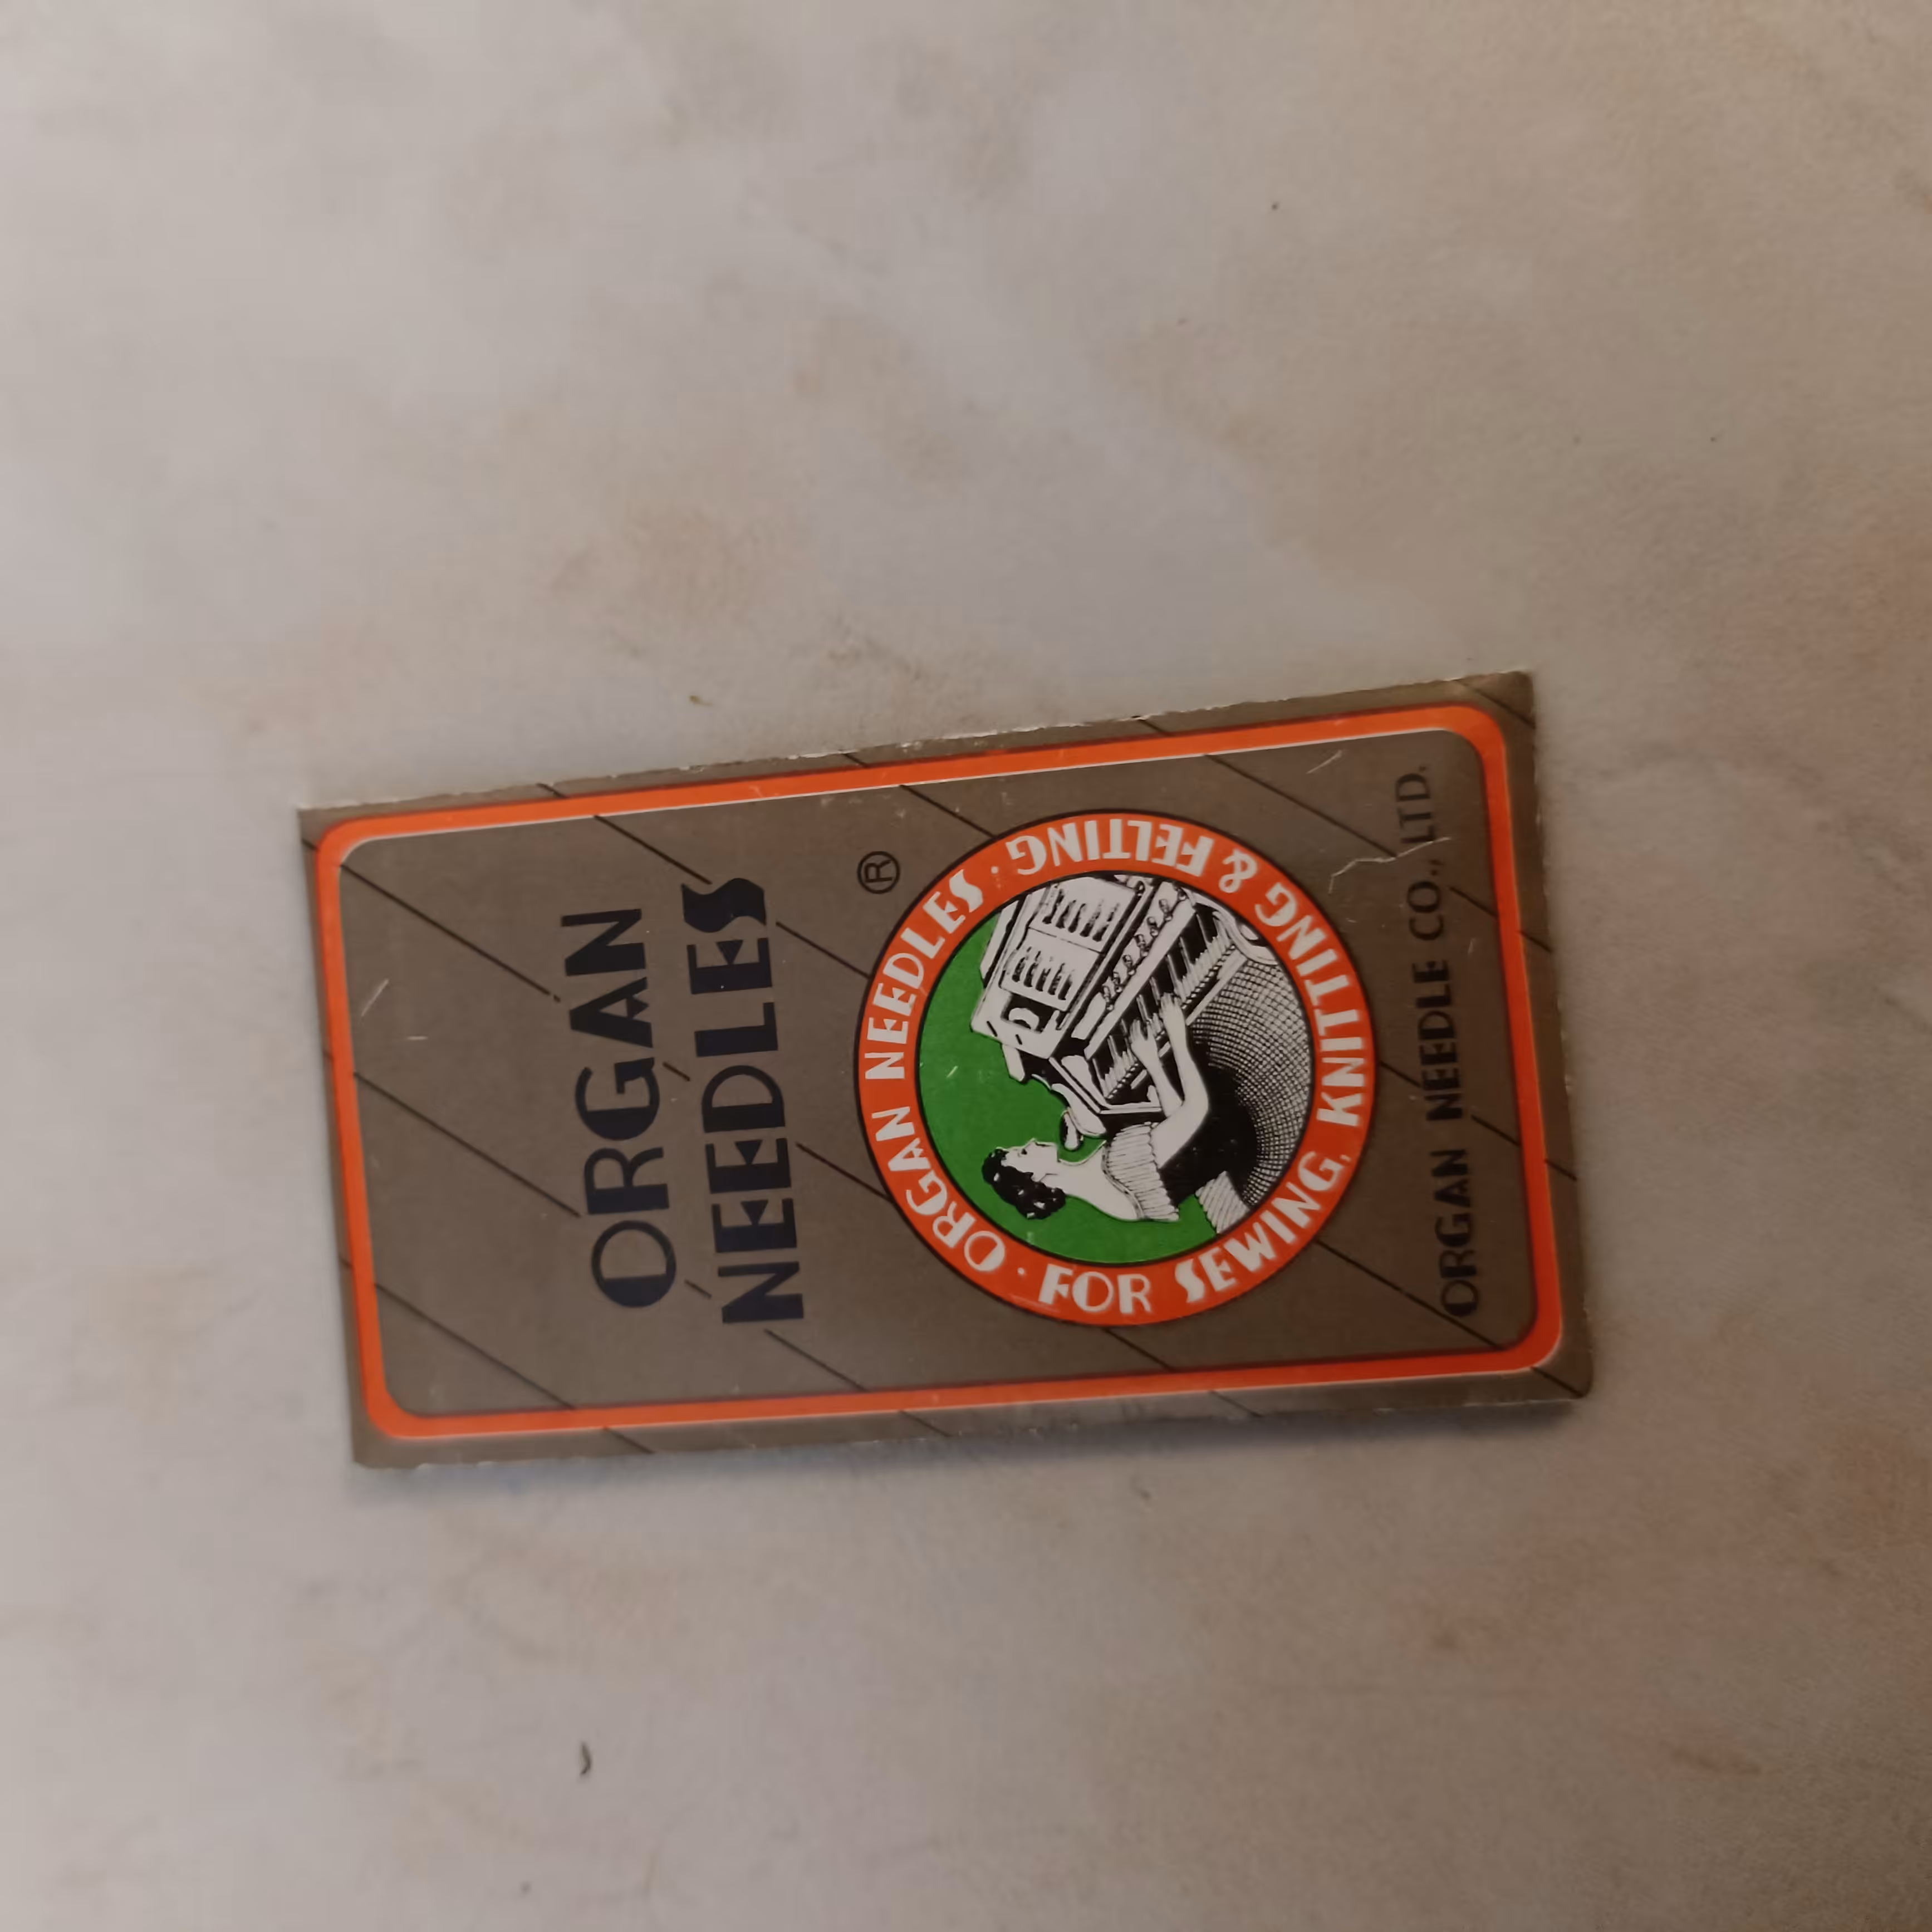 ORGAN
NEEDLES
®
ORGAN NEEDLES · FOR SEWING, KNITTING & FELTING ·
ORGAN NEEDLE CO., LTD.